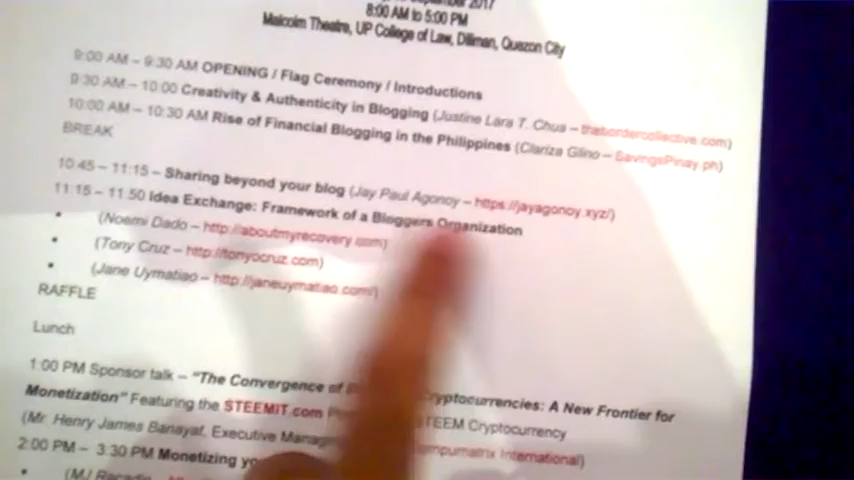 September 2017
8:00 AM to 5:00 PM
Malcolm Theatre, UP College of Law, Diliman, Quezon City
9:00 AM – 9:30 AM OPENING / Flag Ceremony / Introductions
9:30 AM – 10:00 Creativity & Authenticity in Blogging (Justine Lara T. Chua – thebordercollective.com)
10:00 AM – 10:30 AM Rise of Financial Blogging in the Philippines (Clariza Glino – SavingsPinay.ph)
BREAK
10:45 – 11:15 – Sharing beyond your blog (Jay Paul Agonoy – https://jayagonoy.xyz/)
11:15 – 11:50 Idea Exchange: Framework of a Bloggers Organization
• (Noemi Dado – http://aboutmyrecovery.com)
• (Tony Cruz – http://tonyocruz.com)
• (Jane Uymatiao – http://janeuymatiao.com/)
RAFFLE
Lunch
1:00 PM Sponsor talk – "The Convergence of Cryptocurrencies: A New Frontier for
Monetization" Featuring the STEEMIT.com STEEM Cryptocurrency
(Mr. Henry James Banayat, Executive International)
2:00 PM – 3:30 PM Monetizing
• (MJ Racadio